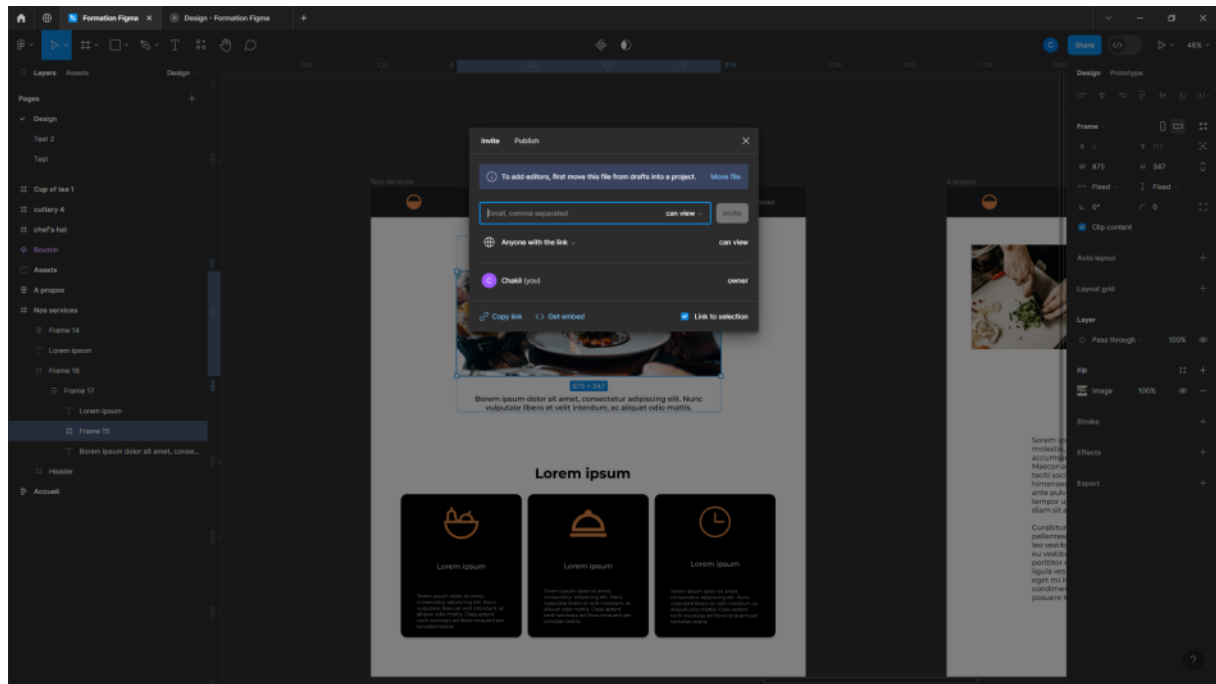 Formation Figma
Design - Formation Figma
C
Share
48%
Layers
Assets
Design
Design
Prototype
Pages
Design
Test 2
Test
Cup of tea 1
cutlery 4
chef's hat
Bouton
Assets
A propos
Nos services
Frame 14
Lorem ipsum
Frame 16
Frame 17
Lorem ipsum
Frame 15
Borem ipsum dolor sit amet, conse...
Header
Accueil
0
875
Nos services
A propos
Invite
Publish
To add editors, first move this file from drafts into a project.
Move file
Email, comma separated
can view
Invite
Anyone with the link
can view
C
Chakil (you)
owner
Copy link
Get embed
Link to selection
875 × 347
Borem ipsum dolor sit amet, consectetur adipiscing elit. Nunc
vulputate libero et velit interdum, ac aliquet odio mattis.
Lorem ipsum
Lorem ipsum
Lorem ipsum
Lorem ipsum
Frame
X 0
Y 117
W 875
H 347
Fixed
Fixed
0°
0
Clip content
Auto layout
Layout grid
Layer
Pass through
100%
Fill
Image
100%
Stroke
Effects
Export
?